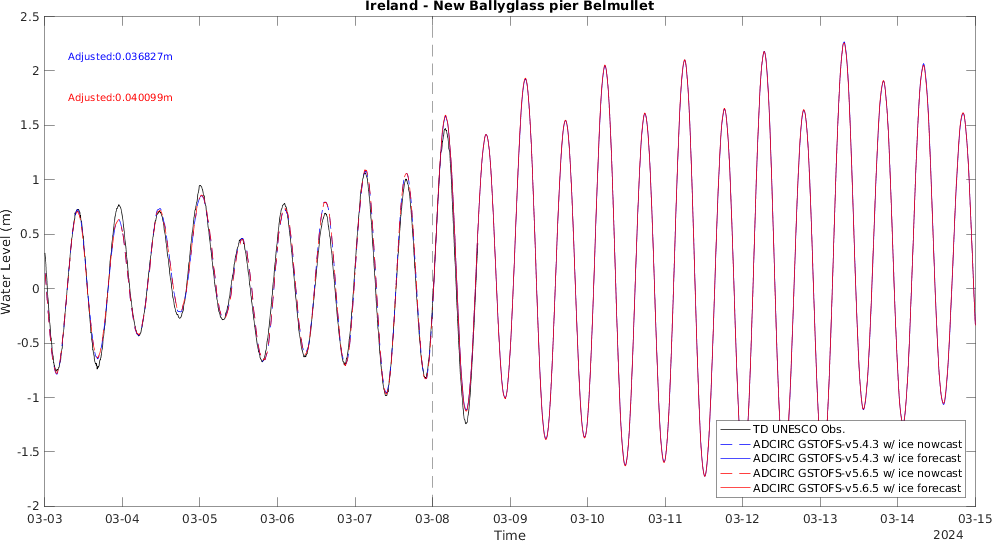 Ireland - New Ballyglass pier Belmullet
2.5
2
1.5
1
0.5
0
-0.5
-1
-1.5
-2
Water Level (m)
Adjusted:0.036827m
Adjusted:0.040099m
TD UNESCO Obs.
ADCIRC GSTOFS-v5.4.3 w/ ice nowcast
ADCIRC GSTOFS-v5.4.3 w/ ice forecast
ADCIRC GSTOFS-v5.6.5 w/ ice nowcast
ADCIRC GSTOFS-v5.6.5 w/ ice forecast
03-03 03-04 03-05 03-06 03-07 03-08 03-09 03-10 03-11 03-12 03-13 03-14 03-15
Time
2024